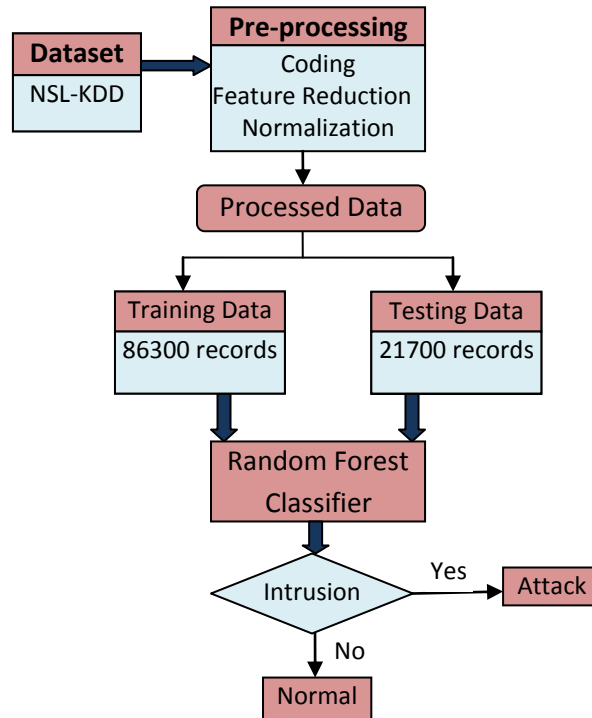 Dataset
NSL-KDD
Pre-processing
Coding
Feature Reduction
Normalization
Processed Data
Training Data
86300 records
Testing Data
21700 records
Random Forest
Classifier
Intrusion
Yes
Attack
No
Normal